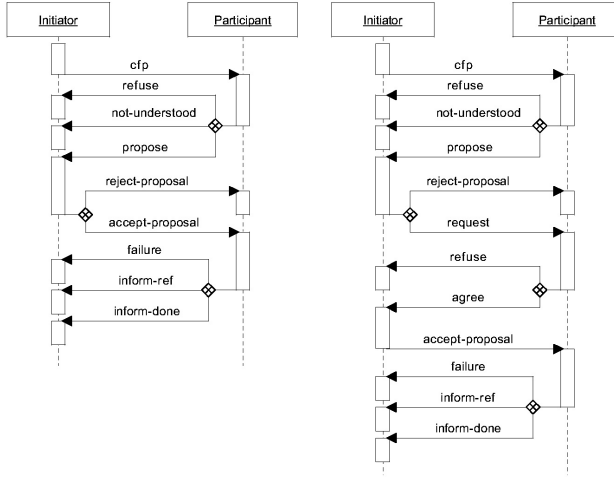 Initiator
Participant
cfp
refuse
not-understood
propose
reject-proposal
accept-proposal
failure
inform-ref
inform-done
Initiator
Participant
cfp
refuse
not-understood
propose
reject-proposal
request
refuse
agree
accept-proposal
failure
inform-ref
inform-done